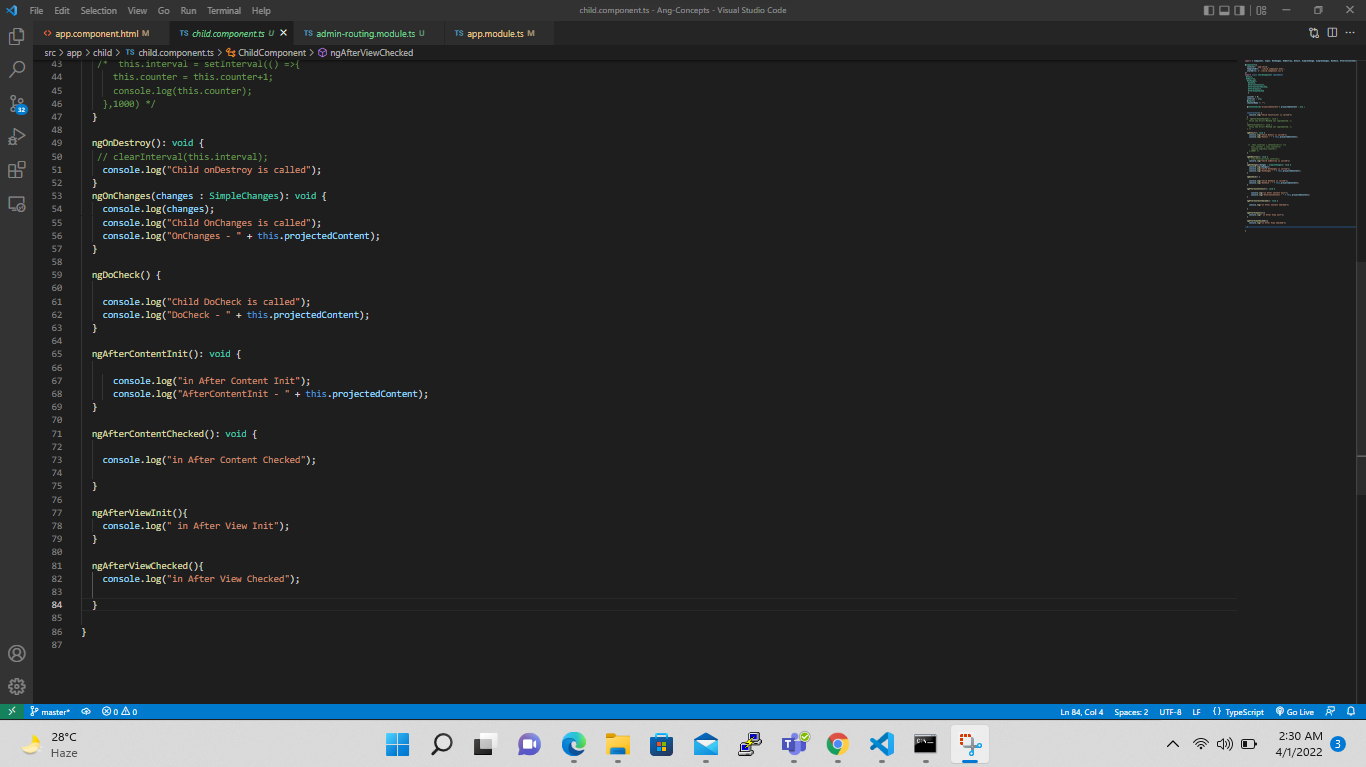 File Edit Selection View Go Run Terminal Help child.component.ts - Ang-Concepts - Visual Studio Code
<> app.component.html M TS child.component.ts U TS admin-routing.module.ts U TS app.module.ts M
src > app > child > TS child.component.ts > ChildComponent > ngAfterViewChecked
43 /* this.interval = setInterval(() =>{
44 this.counter = this.counter+1;
45 console.log(this.counter);
46 },1000) */
47 }
48
49 ngOnDestroy(): void {
50 // clearInterval(this.interval);
51 console.log("Child onDestroy is called");
52 }
53 ngOnChanges(changes : SimpleChanges): void {
54 console.log(changes);
55 console.log("Child OnChanges is called");
56 console.log("OnChanges - " + this.projectedContent);
57 }
58
59 ngDoCheck() {
60
61 console.log("Child DoCheck is called");
62 console.log("DoCheck - " + this.projectedContent);
63 }
64
65 ngAfterContentInit(): void {
66
67 console.log("in After Content Init");
68 console.log("AfterContentInit - " + this.projectedContent);
69 }
70
71 ngAfterContentChecked(): void {
72
73 console.log("in After Content Checked");
74
75 }
76
77 ngAfterViewInit(){
78 console.log(" in After View Init");
79 }
80
81 ngAfterViewChecked(){
82 console.log("in After View Checked");
83
84 }
85
86 }
87
32
master* 0 0 Ln 84, Col 4 Spaces: 2 UTF-8 LF {} TypeScript Go Live
28°C
Haze
2:30 AM
4/1/2022
3